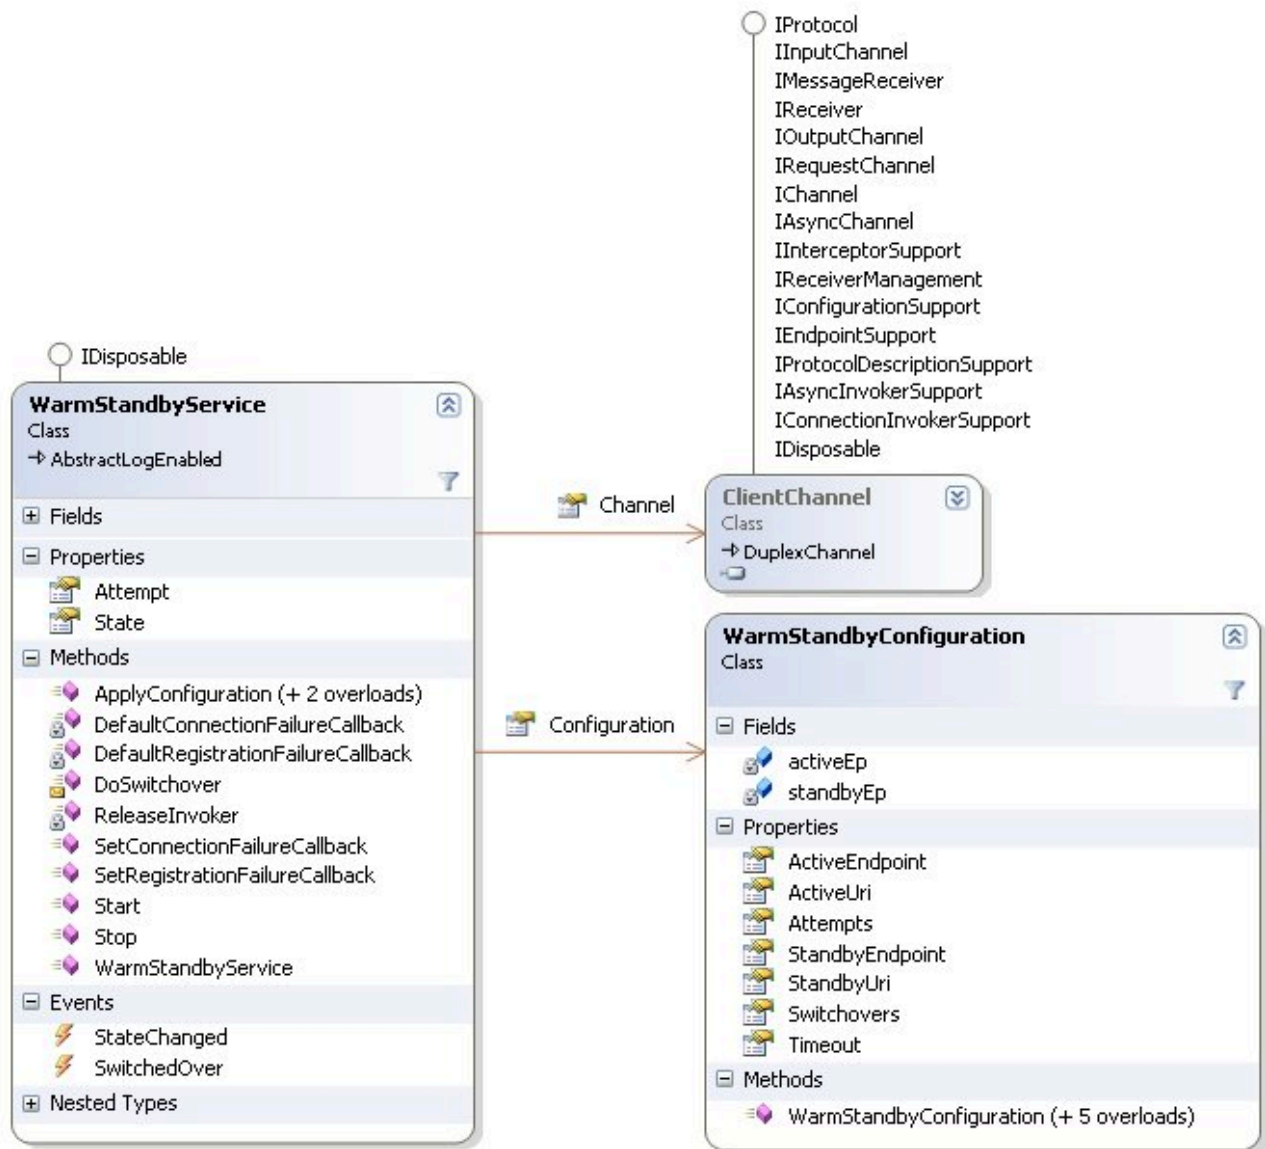 IProtocol
IInputChannel
IMessageReceiver
IReceiver
IOutputChannel
IRequestChannel
IChannel
IAsyncChannel
IInterceptorSupport
IReceiverManagement
IConfigurationSupport
IEndpointSupport
IProtocolDescriptionSupport
IAsyncInvokerSupport
IConnectionInvokerSupport
IDisposable
IDisposable
WarmStandbyService
Class
AbstractLogEnabled
Fields
Properties
Attempt
State
Methods
ApplyConfiguration (+ 2 overloads)
DefaultConnectionFailureCallback
DefaultRegistrationFailureCallback
DoSwitchover
ReleaseInvoker
SetConnectionFailureCallback
SetRegistrationFailureCallback
Start
Stop
WarmStandbyService
Events
StateChanged
SwitchedOver
Nested Types
Channel
ClientChannel
Class
DuplexChannel
Configuration
WarmStandbyConfiguration
Class
Fields
activeEp
standbyEp
Properties
ActiveEndpoint
ActiveUri
Attempts
StandbyEndpoint
StandbyUri
Switchovers
Timeout
Methods
WarmStandbyConfiguration (+ 5 overloads)